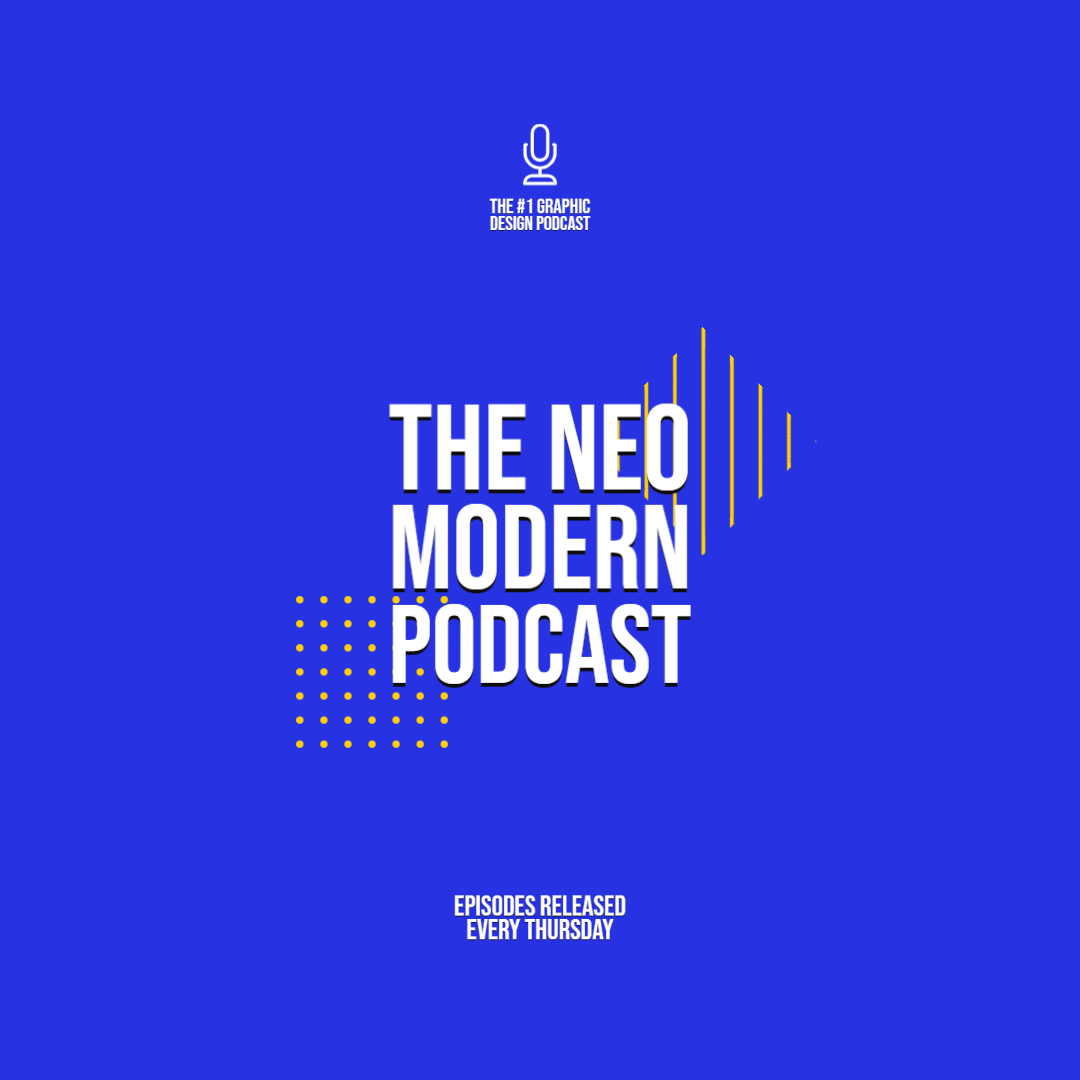 THE #1 GRAPHIC
DESIGN PODCAST
THE NEO
MODERN
PODCAST
EPISODES RELEASED
EVERY THURSDAY